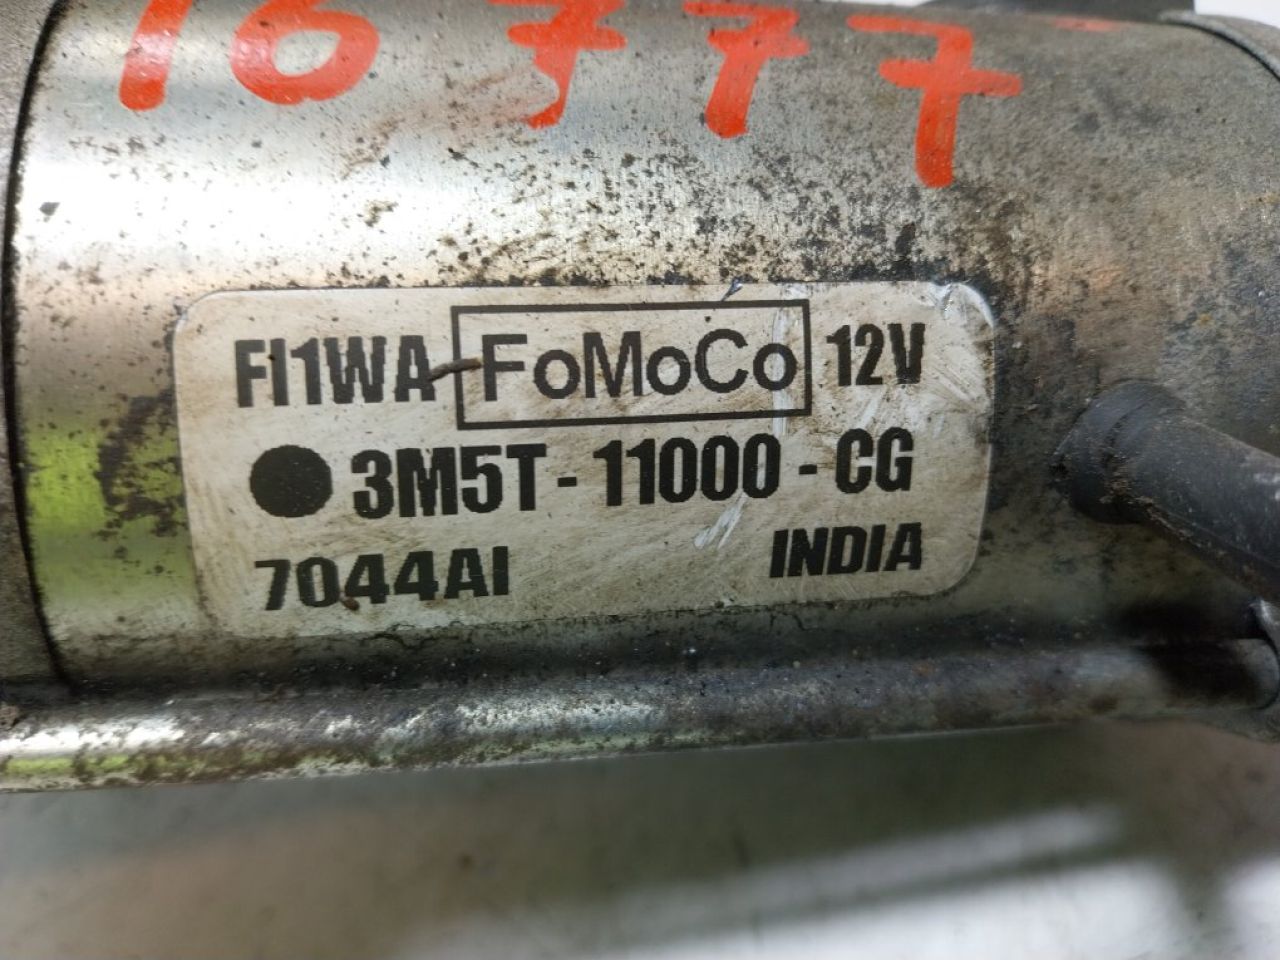 16777
FI1WA FoMoCo 12V
3M5T-11000-CG
7044AI INDIA